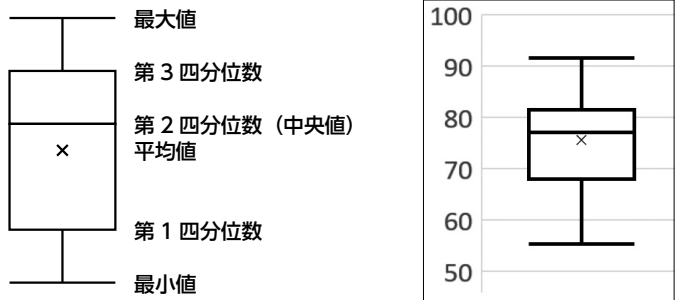 最大値
第3四分位数
第2四分位数（中央値）
平均値
第1四分位数
最小値
100
90
80
70
60
50